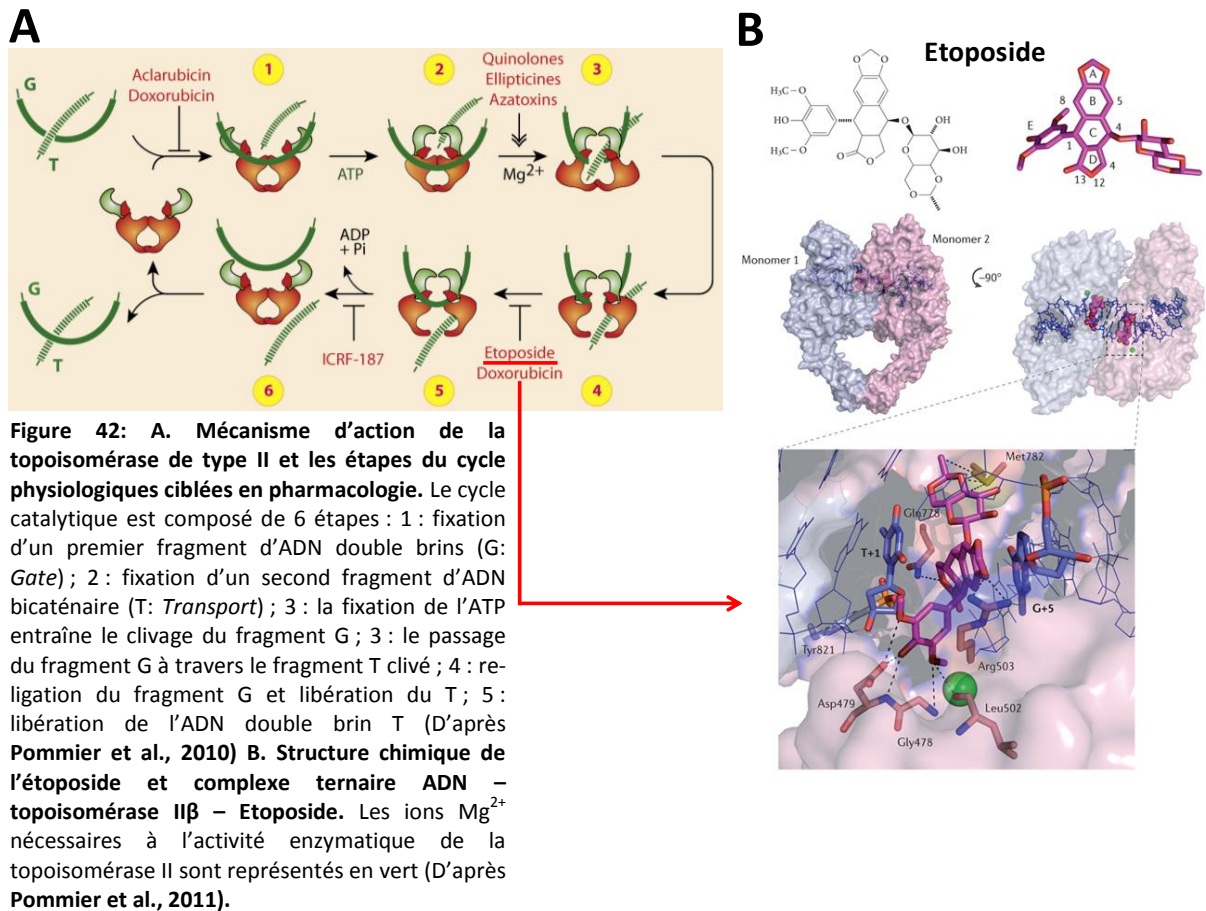 A
G
T
Aclarubicin
Doxorubicin
1
ATP
2
Quinolones
Ellipticines
Azatoxins
Mg2+
3
G
T
6
ADP
+ Pi
ICRF-187
5
Etoposide
Doxorubicin
4
Figure 42: A. Mécanisme d’action de la
topoisomérase de type II et les étapes du cycle
physiologiques ciblées en pharmacologie. Le cycle
catalytique est composé de 6 étapes : 1 : fixation
d’un premier fragment d’ADN double brins (G:
Gate) ; 2 : fixation d’un second fragment d’ADN
bicaténaire (T: Transport) ; 3 : la fixation de l’ATP
entraîne le clivage du fragment G ; 3 : le passage
du fragment G à travers le fragment T clivé ; 4 : re-
ligation du fragment G et libération du T ; 5 :
libération de l’ADN double brin T (D’après
Pommier et al., 2010) B. Structure chimique de
l’étoposide et complexe ternaire ADN –
topoisomérase IIβ – Etoposide. Les ions Mg2+
nécessaires à l’activité enzymatique de la
topoisomérase II sont représentés en vert (D’après
Pommier et al., 2011).
B
Etoposide
O
O
H₃C—O
HO
H₃C—O
O
O
O
O
OH
OH
O
O
O
A
B
C
D
E
8
5
4
1
4
13
12
Monomer 1
Monomer 2
–90°
Met782
Gln778
T+1
G+5
Tyr821
Arg503
Asp479
Leu502
Gly478